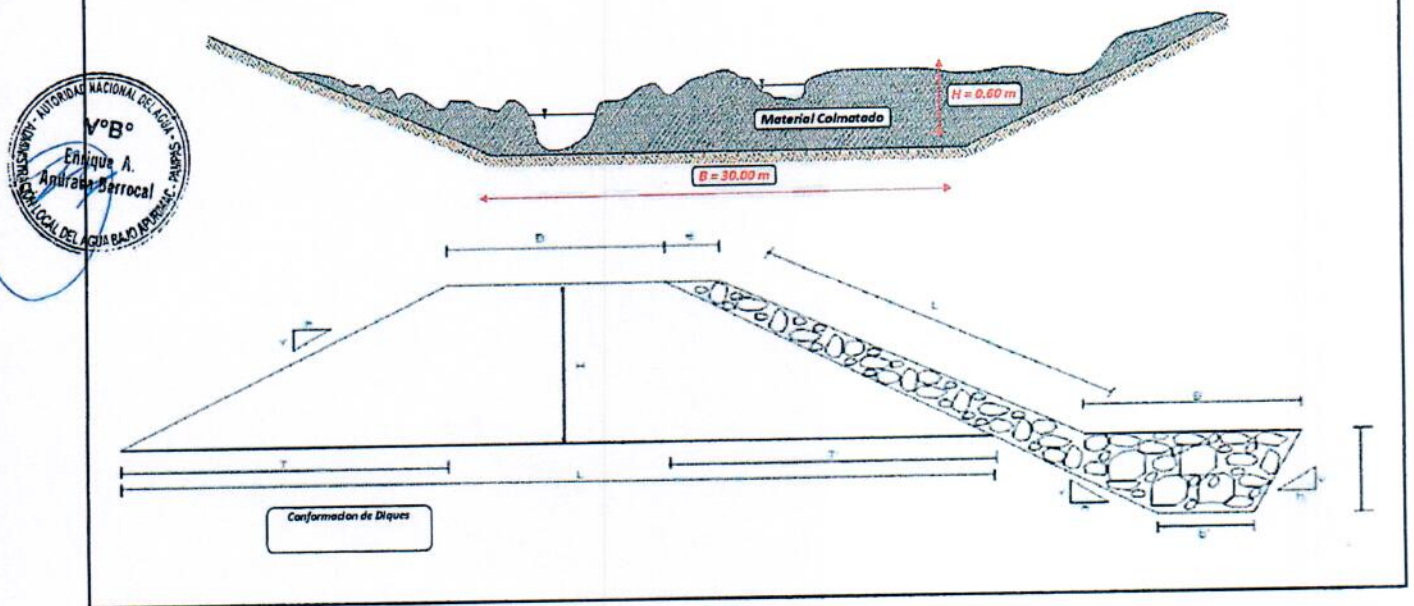 H = 0.60 m
Material Colmatado
B = 30.00 m
AUTORIDAD NACIONAL DEL AGUA
V°B°
Enrique A.
Berrocal
ADMINISTRACIÓN LOCAL DEL AGUA BAJO APURIMAC - PAMPAS
L
H
T
T
L
Conformacion de Diques